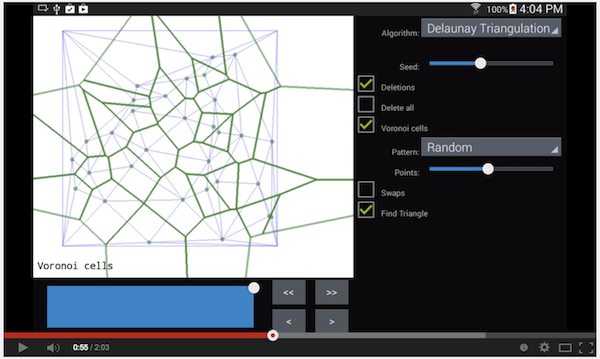 100% 4:04 PM
Algorithm: Delaunay Triangulation
Seed:
Deletions
Delete all
Voronoi cells
Pattern: Random
Points:
Swaps
Find Triangle
Voronoi cells
<< >>
< >
0:55 / 2:03